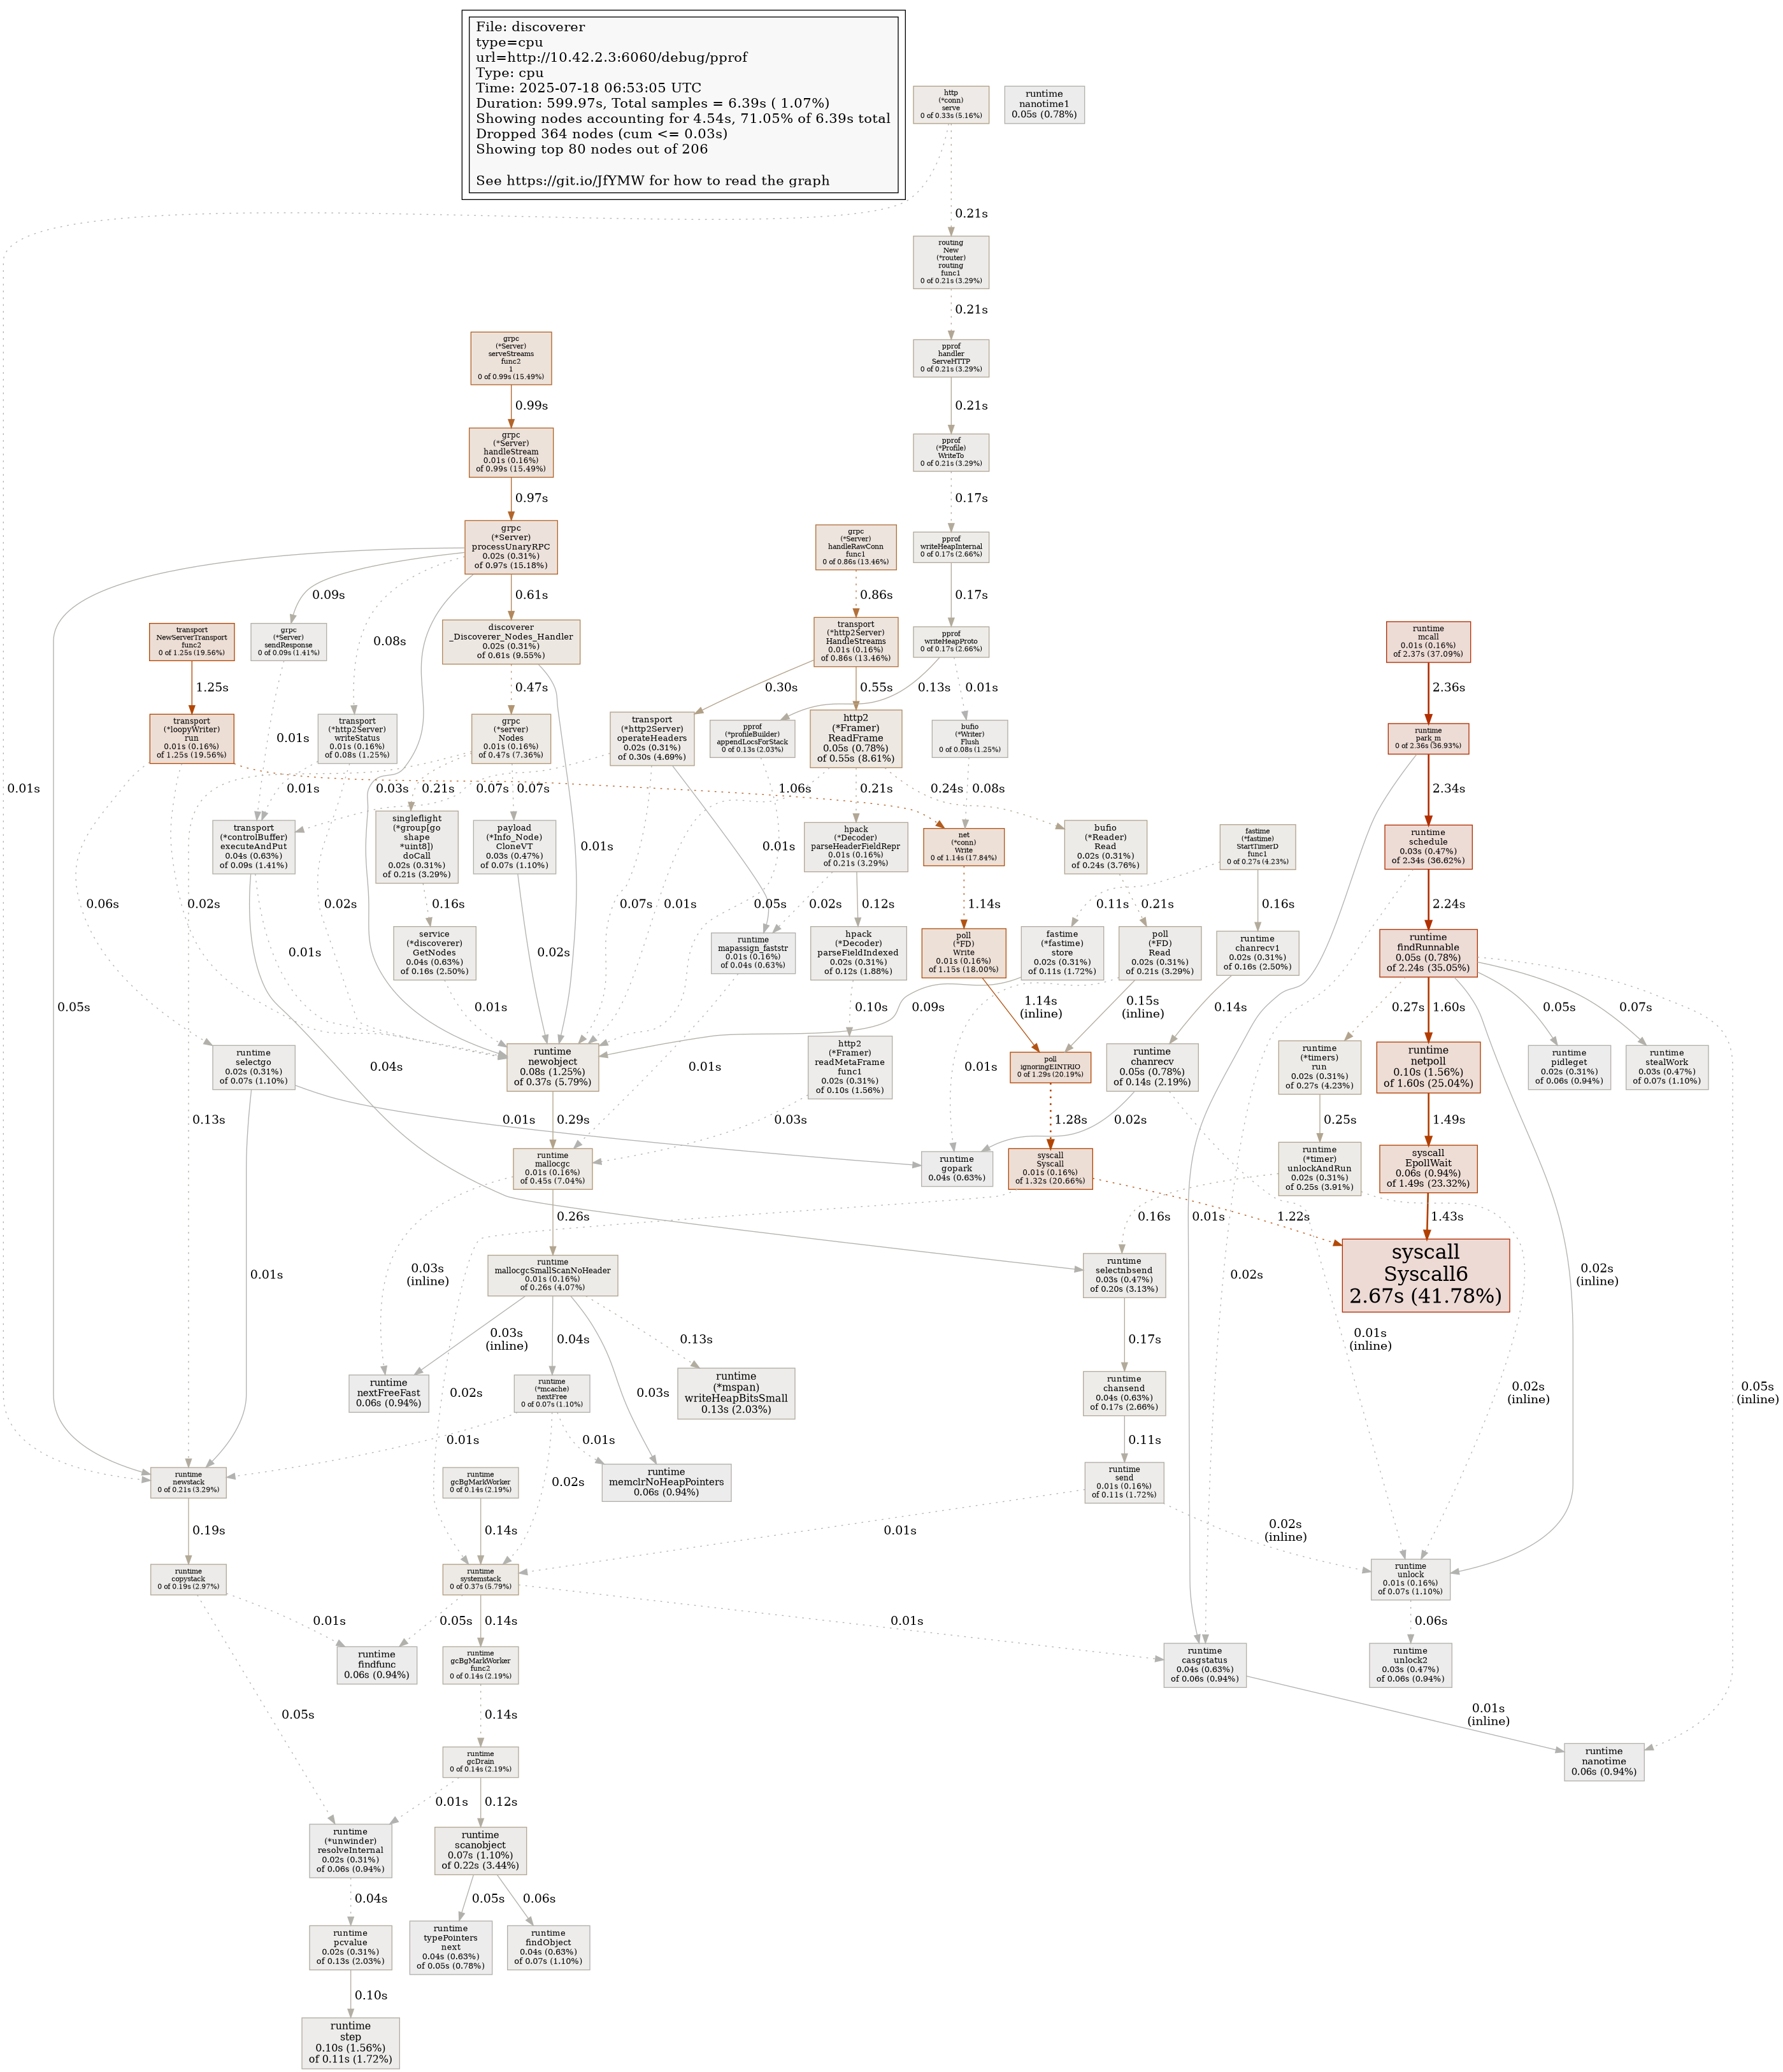 File: discoverer
type=cpu
url=http://10.42.2.3:6060/debug/pprof
Type: cpu
Time: 2025-07-18 06:53:05 UTC
Duration: 599.97s, Total samples = 6.39s ( 1.07%)
Showing nodes accounting for 4.54s, 71.05% of 6.39s total
Dropped 364 nodes (cum <= 0.03s)
Showing top 80 nodes out of 206
See https://git.io/JfYMW for how to read the graph
http
(*conn)
serve
0 of 0.33s (5.16%)
runtime
nanotime1
0.05s (0.78%)
0.21s
routing
New
(*router)
routing
func1
0 of 0.21s (3.29%)
0.21s
pprof
handler
ServeHTTP
0 of 0.21s (3.29%)
0.21s
pprof
(*Profile)
WriteTo
0 of 0.21s (3.29%)
0.17s
pprof
writeHeapInternal
0 of 0.17s (2.66%)
0.17s
pprof
writeHeapProto
0 of 0.17s (2.66%)
0.13s
0.01s
grpc
(*Server)
serveStreams
func2
1
0 of 0.99s (15.49%)
0.99s
grpc
(*Server)
handleStream
0.01s (0.16%)
of 0.99s (15.49%)
0.97s
grpc
(*Server)
processUnaryRPC
0.02s (0.31%)
of 0.97s (15.18%)
0.09s
0.08s
0.61s
grpc
(*Server)
handleRawConn
func1
0 of 0.86s (13.46%)
0.86s
transport
NewServerTransport
func2
0 of 1.25s (19.56%)
1.25s
grpc
(*Server)
sendResponse
0 of 0.09s (1.41%)
discoverer
_Discoverer_Nodes_Handler
0.02s (0.31%)
of 0.61s (9.55%)
0.47s
transport
(*http2Server)
HandleStreams
0.01s (0.16%)
of 0.86s (13.46%)
0.30s
0.55s
runtime
mcall
0.01s (0.16%)
of 2.37s (37.09%)
2.36s
transport
(*loopyWriter)
run
0.01s (0.16%)
of 1.25s (19.56%)
0.01s
transport
(*http2Server)
writeStatus
0.01s (0.16%)
of 0.08s (1.25%)
grpc
(*server)
Nodes
0.01s (0.16%)
of 0.47s (7.36%)
transport
(*http2Server)
operateHeaders
0.02s (0.31%)
of 0.30s (4.69%)
pprof
(*profileBuilder)
appendLocsForStack
0 of 0.13s (2.03%)
http2
(*Framer)
ReadFrame
0.05s (0.78%)
of 0.55s (8.61%)
bufio
(*Writer)
Flush
0 of 0.08s (1.25%)
runtime
park_m
0 of 2.36s (36.93%)
0.01s
0.01s
0.03s
0.21s
0.07s
0.07s
1.06s
0.21s
0.24s
0.08s
2.34s
transport
(*controlBuffer)
executeAndPut
0.04s (0.63%)
of 0.09s (1.41%)
singleflight
(*group[go
shape
*uint8])
doCall
0.02s (0.31%)
of 0.21s (3.29%)
payload
(*Info_Node)
CloneVT
0.03s (0.47%)
of 0.07s (1.10%)
0.01s
0.01s
hpack
(*Decoder)
parseHeaderFieldRepr
0.01s (0.16%)
of 0.21s (3.29%)
net
(*conn)
Write
0 of 1.14s (17.84%)
bufio
(*Reader)
Read
0.02s (0.31%)
of 0.24s (3.76%)
fastime
(*fastime)
StartTimerD
func1
0 of 0.27s (4.23%)
runtime
schedule
0.03s (0.47%)
of 2.34s (36.62%)
0.06s
0.02s
0.02s
0.01s
0.16s
0.07s
0.01s
0.05s
0.02s
0.12s
1.14s
0.11s
0.21s
0.16s
2.24s
service
(*discoverer)
GetNodes
0.04s (0.63%)
of 0.16s (2.50%)
0.02s
runtime
mapassign_faststr
0.01s (0.16%)
of 0.04s (0.63%)
hpack
(*Decoder)
parseFieldIndexed
0.02s (0.31%)
of 0.12s (1.88%)
poll
(*FD)
Write
0.01s (0.16%)
of 1.15s (18.00%)
fastime
(*fastime)
store
0.02s (0.31%)
of 0.11s (1.72%)
poll
(*FD)
Read
0.02s (0.31%)
of 0.21s (3.29%)
runtime
chanrecv1
0.02s (0.31%)
of 0.16s (2.50%)
runtime
findRunnable
0.05s (0.78%)
of 2.24s (35.05%)
0.05s
0.01s
0.10s
0.09s
1.14s
(inline)
0.15s
(inline)
0.14s
0.27s
1.60s
0.05s
0.07s
runtime
selectgo
0.02s (0.31%)
of 0.07s (1.10%)
0.13s
0.04s
runtime
newobject
0.08s (1.25%)
of 0.37s (5.79%)
0.01s
http2
(*Framer)
readMetaFrame
func1
0.02s (0.31%)
of 0.10s (1.56%)
0.01s
poll
ignoringEINTRIO
0 of 1.29s (20.19%)
runtime
chanrecv
0.05s (0.78%)
of 0.14s (2.19%)
runtime
(*timers)
run
0.02s (0.31%)
of 0.27s (4.23%)
runtime
netpoll
0.10s (1.56%)
of 1.60s (25.04%)
runtime
pidleget
0.02s (0.31%)
of 0.06s (0.94%)
runtime
stealWork
0.03s (0.47%)
of 0.07s (1.10%)
0.01s
0.29s
0.03s
1.28s
0.02s
0.25s
1.49s
runtime
mallocgc
0.01s (0.16%)
of 0.45s (7.04%)
runtime
gopark
0.04s (0.63%)
syscall
Syscall
0.01s (0.16%)
of 1.32s (20.66%)
runtime
(*timer)
unlockAndRun
0.02s (0.31%)
of 0.25s (3.91%)
syscall
EpollWait
0.06s (0.94%)
of 1.49s (23.32%)
0.26s
0.16s
0.01s
1.22s
1.43s
0.01s
0.03s
(inline)
runtime
mallocgcSmallScanNoHeader
0.01s (0.16%)
of 0.26s (4.07%)
runtime
selectnbsend
0.03s (0.47%)
of 0.20s (3.13%)
0.02s
syscall
Syscall6
2.67s (41.78%)
0.02s
(inline)
0.03s
(inline)
0.04s
0.13s
0.17s
0.01s
(inline)
0.02s
0.03s
0.02s
(inline)
0.05s
(inline)
runtime
nextFreeFast
0.06s (0.94%)
runtime
(*mcache)
nextFree
0 of 0.07s (1.10%)
runtime
(*mspan)
writeHeapBitsSmall
0.13s (2.03%)
runtime
chansend
0.04s (0.63%)
of 0.17s (2.66%)
0.01s
0.01s
0.02s
0.11s
runtime
newstack
0 of 0.21s (3.29%)
runtime
gcBgMarkWorker
0 of 0.14s (2.19%)
runtime
memclrNoHeapPointers
0.06s (0.94%)
runtime
send
0.01s (0.16%)
of 0.11s (1.72%)
0.19s
0.14s
0.01s
0.02s
(inline)
runtime
copystack
0 of 0.19s (2.97%)
runtime
systemstack
0 of 0.37s (5.79%)
runtime
unlock
0.01s (0.16%)
of 0.07s (1.10%)
0.01s
0.05s
0.14s
0.01s
0.06s
runtime
findfunc
0.06s (0.94%)
runtime
gcBgMarkWorker
func2
0 of 0.14s (2.19%)
runtime
casgstatus
0.04s (0.63%)
of 0.06s (0.94%)
runtime
unlock2
0.03s (0.47%)
of 0.06s (0.94%)
0.05s
0.14s
0.01s
(inline)
runtime
gcDrain
0 of 0.14s (2.19%)
runtime
nanotime
0.06s (0.94%)
0.01s
0.12s
runtime
(*unwinder)
resolveInternal
0.02s (0.31%)
of 0.06s (0.94%)
runtime
scanobject
0.07s (1.10%)
of 0.22s (3.44%)
0.04s
0.05s
0.06s
runtime
pcvalue
0.02s (0.31%)
of 0.13s (2.03%)
runtime
typePointers
next
0.04s (0.63%)
of 0.05s (0.78%)
runtime
findObject
0.04s (0.63%)
of 0.07s (1.10%)
0.10s
runtime
step
0.10s (1.56%)
of 0.11s (1.72%)